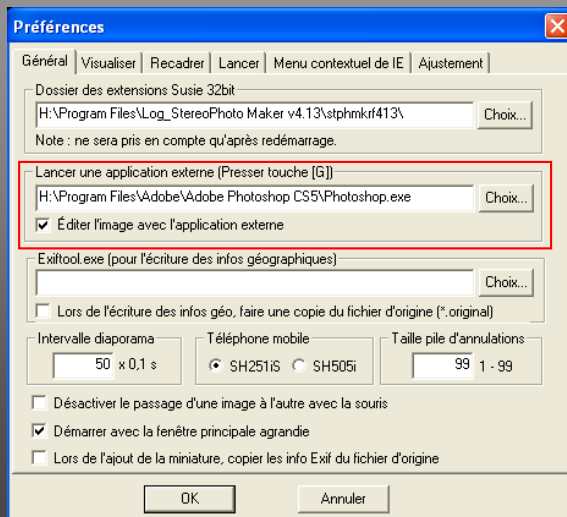 Préférences
Général Visualiser Recadrer Lancer Menu contextuel de IE Ajustement
Dossier des extensions Susie 32bit
H:\Program Files\Log_StereoPhoto Maker v4.13\stphmkrf413\ Choix...
Note : ne sera pris en compte qu'après redémarrage.
Lancer une application externe (Presser touche [G])
H:\Program Files\Adobe\Adobe Photoshop CS5\Photoshop.exe Choix...
Éditer l'image avec l'application externe
Exiftool.exe (pour l'écriture des infos géographiques)
Choix...
Lors de l'écriture des infos géo, faire une copie du fichier d'origine (*.original)
Intervalle diaporama Téléphone mobile Taille pile d'annulations
50 x 0,1 s SH251iS SH505i 99 1 - 99
Désactiver le passage d'une image à l'autre avec la souris
Démarrer avec la fenêtre principale agrandie
Lors de l'ajout de la miniature, copier les info Exif du fichier d'origine
OK Annuler